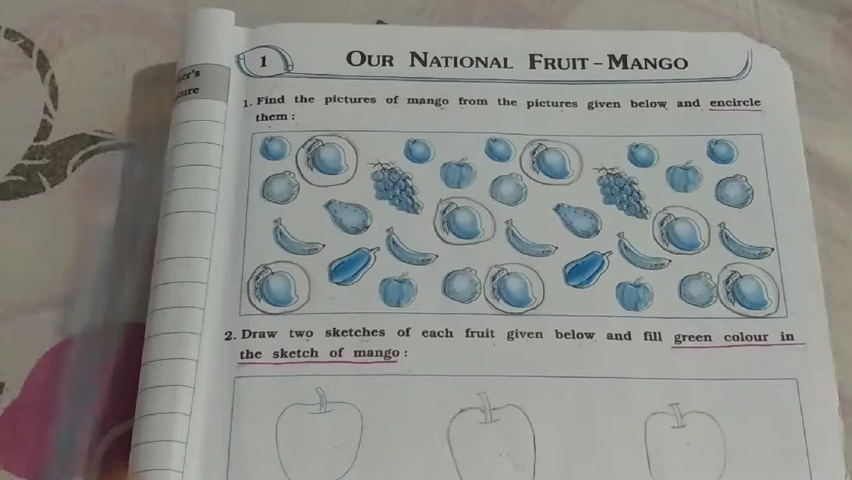 1
OUR NATIONAL FRUIT – MANGO
1. Find the pictures of mango from the pictures given below and encircle
them :
2. Draw two sketches of each fruit given below and fill green colour in
the sketch of mango :